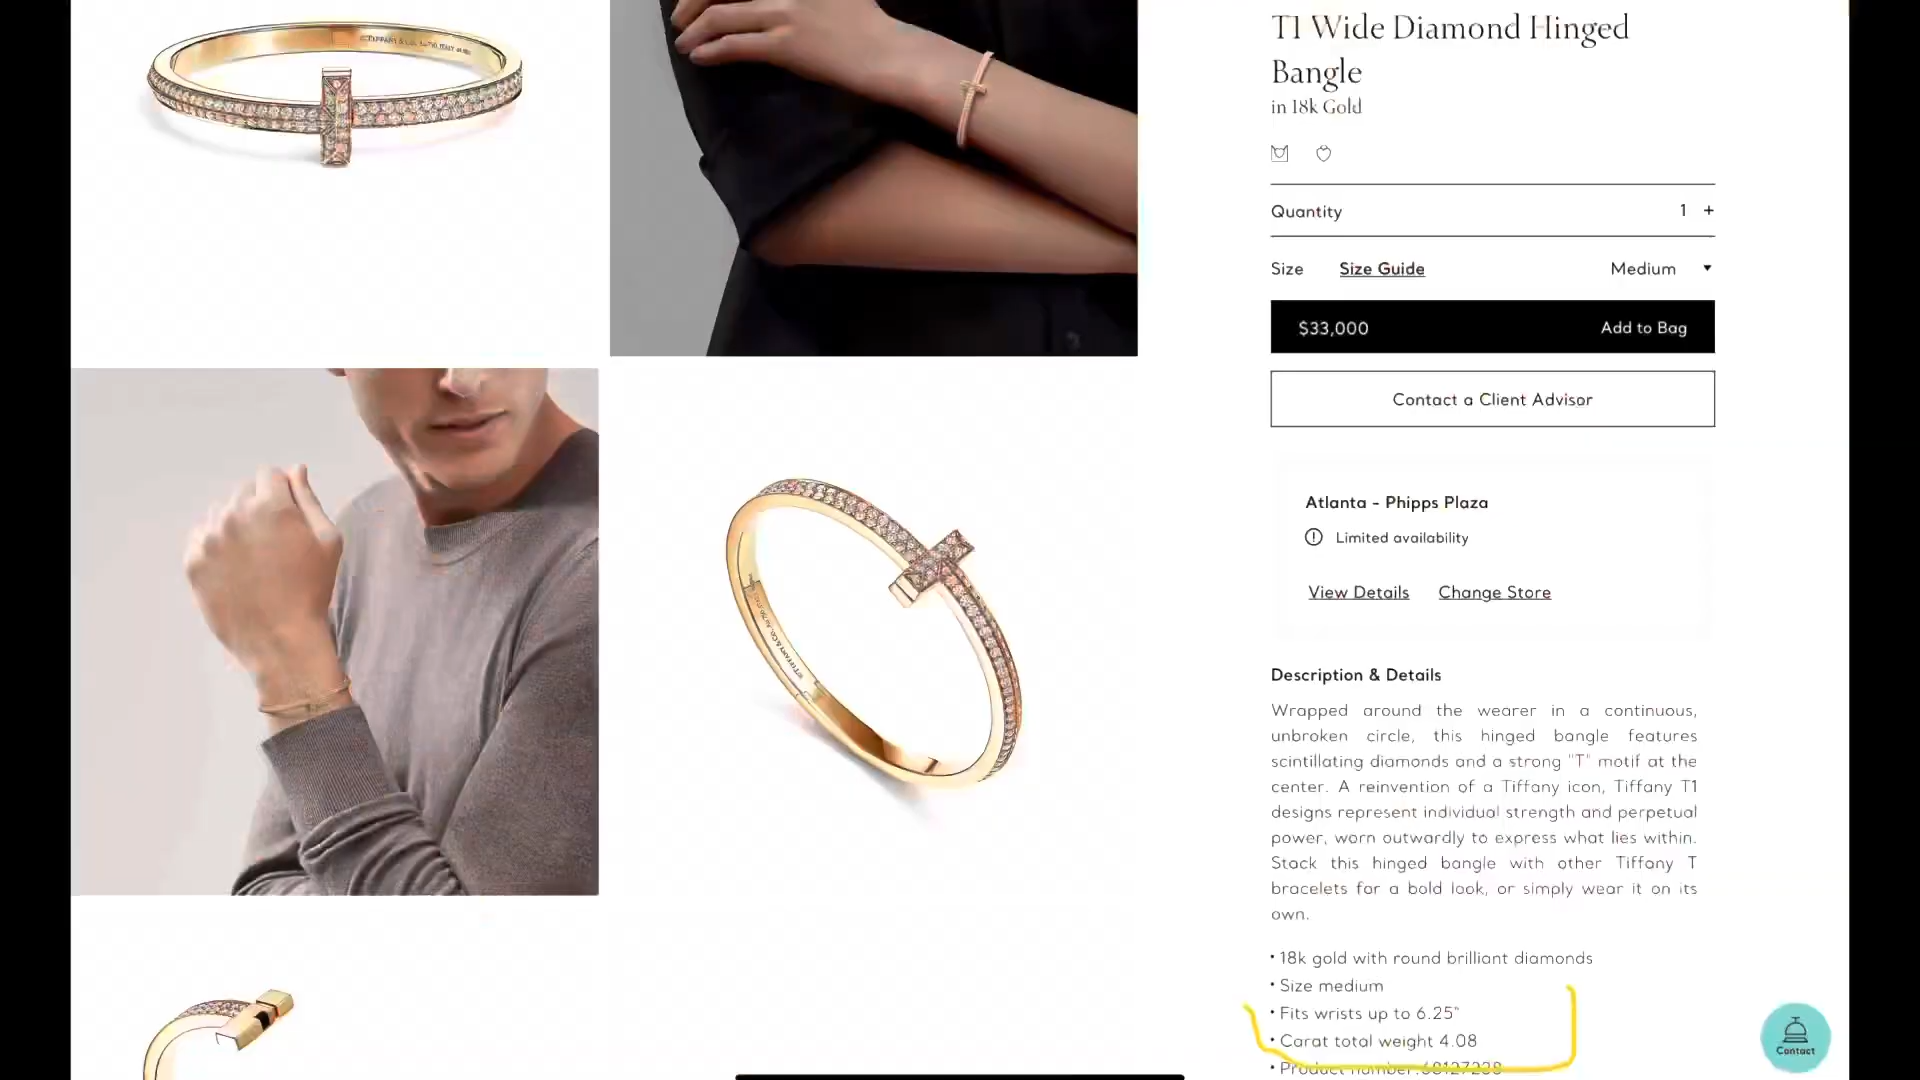 T1 Wide Diamond Hinged
Bangle
in 18k Gold
Quantity 1 +
Size Size Guide Medium
$33,000 Add to Bag
Contact a Client Advisor
Atlanta - Phipps Plaza
Limited availability
View Details Change Store
Description & Details
Wrapped around the wearer in a continuous,
unbroken circle, this hinged bangle features
scintillating diamonds and a strong "T" motif at the
center. A reinvention of a Tiffany icon, Tiffany T1
designs represent individual strength and perpetual
power, worn outwardly to express what lies within.
Stack this hinged bangle with other Tiffany T
bracelets for a bold look, or simply wear it on its
own.
• 18k gold with round brilliant diamonds
• Size medium
• Fits wrists up to 6.25"
• Carat total weight 4.08
• Product number:68127238
Contact